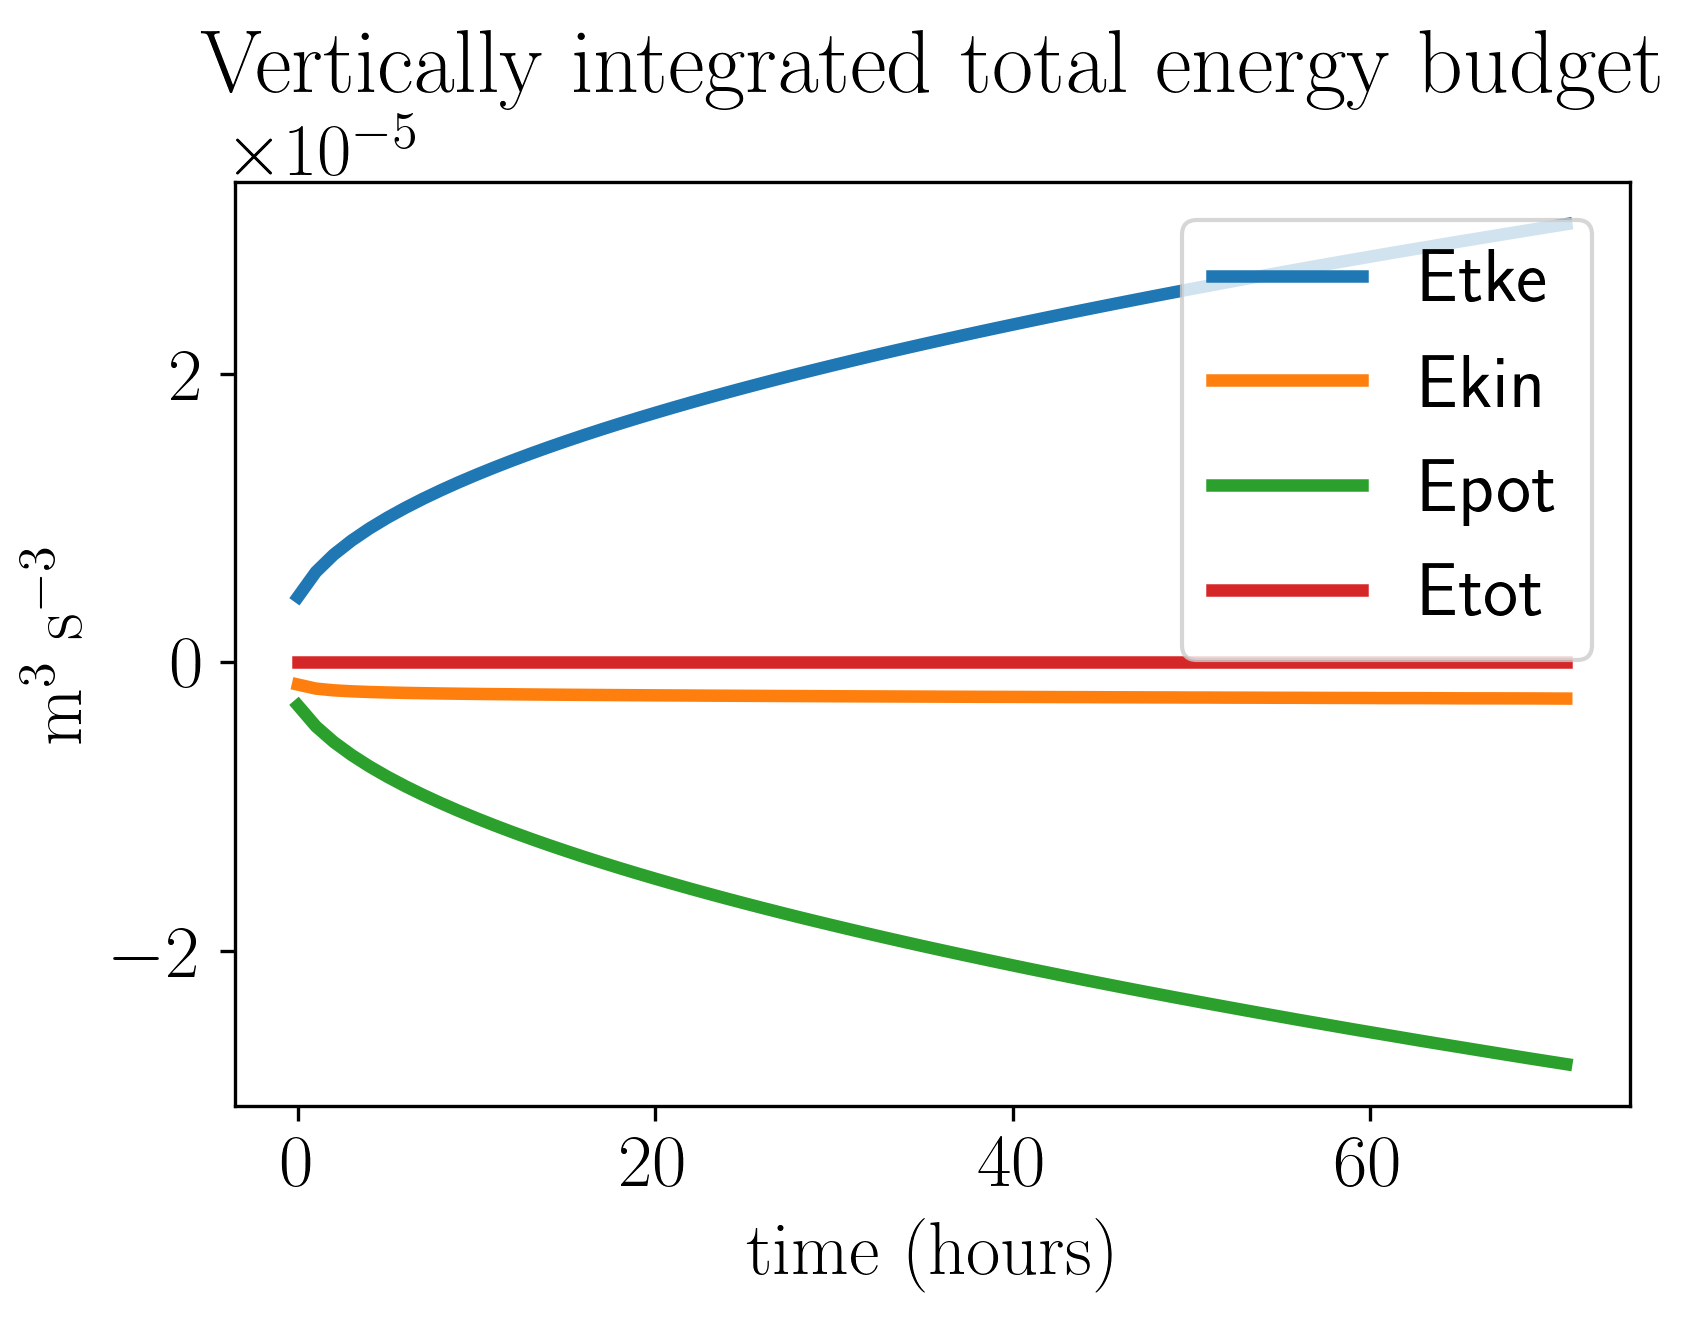 Vertically integrated total energy budget
×10⁻⁵
m³ s⁻³
2
0
−2
Etke
Ekin
Epot
Etot
0 20 40 60
time (hours)